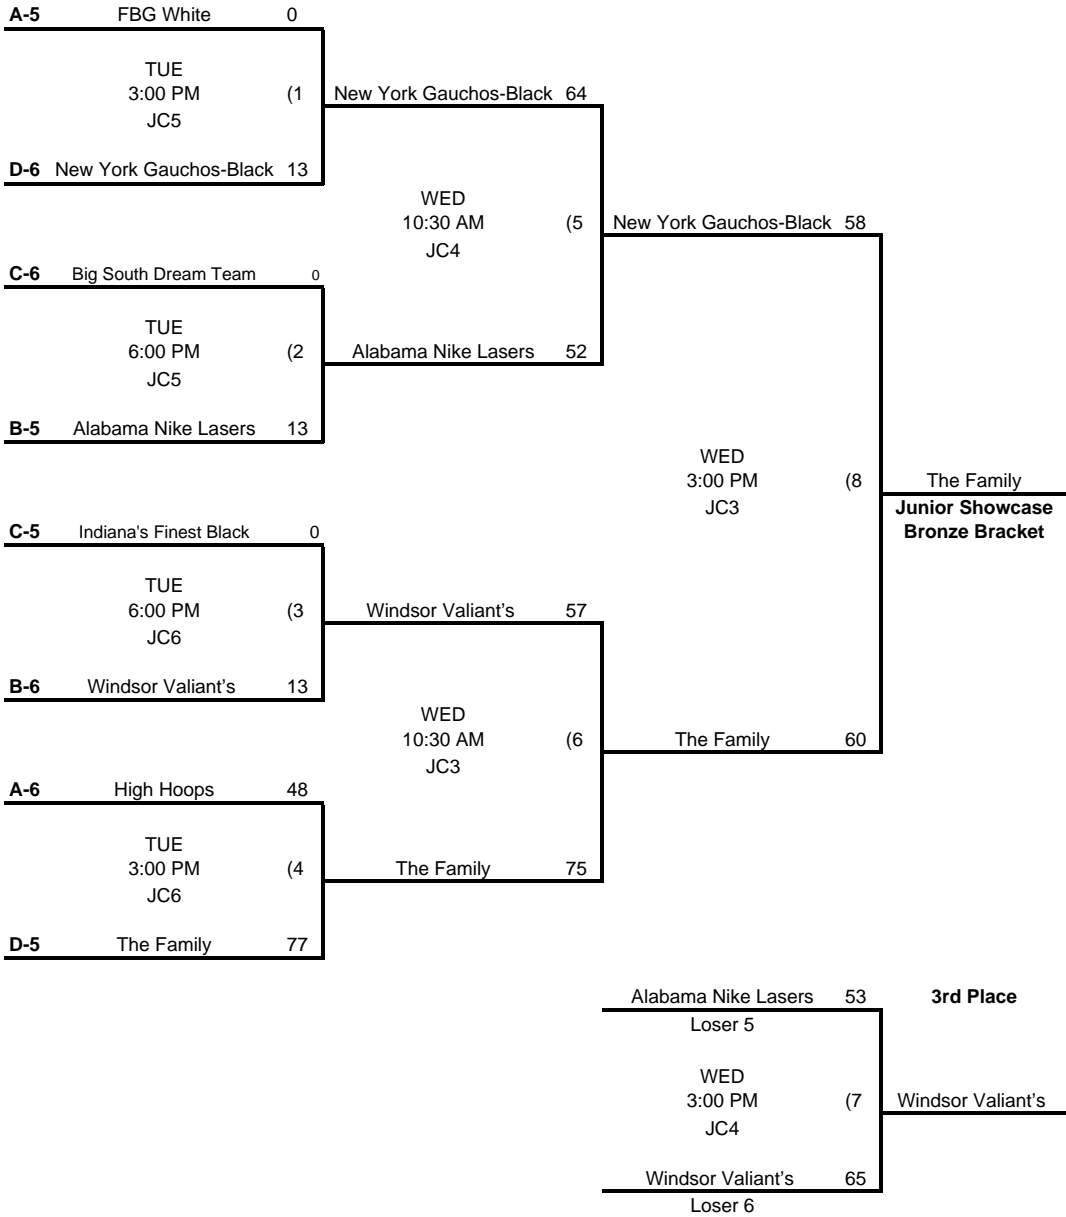 A-5 FBG White 0
TUE
3:00 PM (1 New York Gauchos-Black 64
JC5
D-6 New York Gauchos-Black 13
WED
10:30 AM (5 New York Gauchos-Black 58
JC4
C-6 Big South Dream Team 0
TUE
6:00 PM (2 Alabama Nike Lasers 52
JC5
B-5 Alabama Nike Lasers 13
WED
3:00 PM (8 The Family
JC3 Junior Showcase
Bronze Bracket
C-5 Indiana's Finest Black 0
TUE
6:00 PM (3 Windsor Valiant's 57
JC6
B-6 Windsor Valiant's 13
WED
10:30 AM (6 The Family 60
JC3
A-6 High Hoops 48
TUE
3:00 PM (4 The Family 75
JC6
D-5 The Family 77
Alabama Nike Lasers 53 3rd Place
Loser 5
WED
3:00 PM (7 Windsor Valiant's
JC4
Windsor Valiant's 65
Loser 6